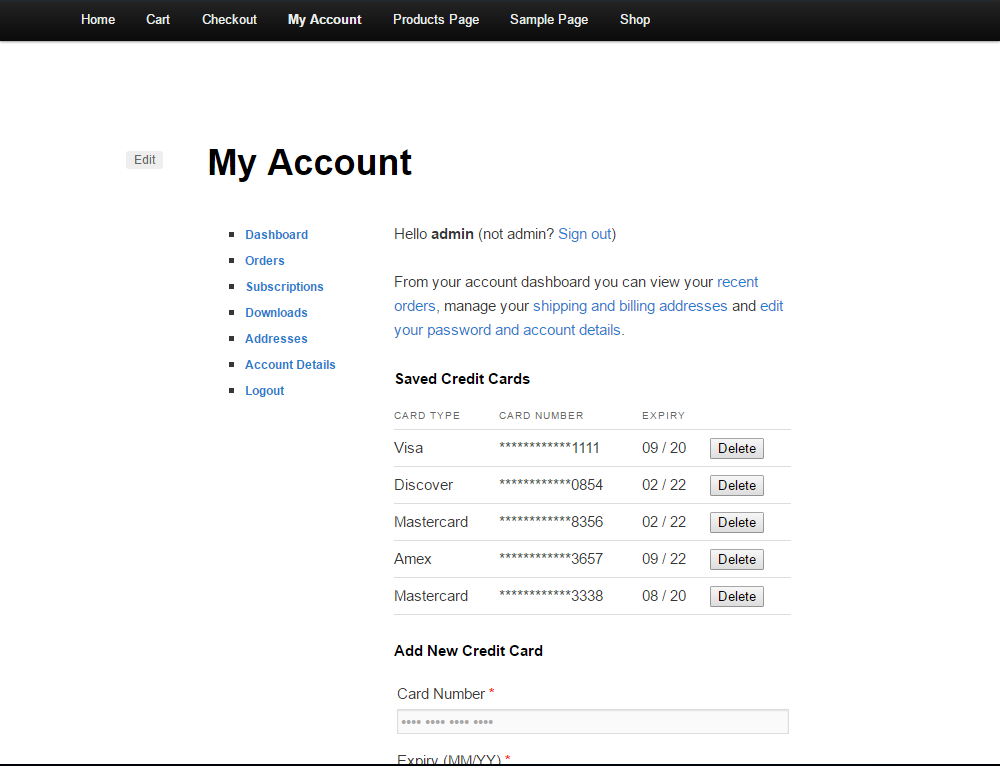 Home Cart Checkout My Account Products Page Sample Page Shop
Edit
My Account
Dashboard
Orders
Subscriptions
Downloads
Addresses
Account Details
Logout
Hello admin (not admin? Sign out)
From your account dashboard you can view your recent
orders, manage your shipping and billing addresses and edit
your password and account details.
Saved Credit Cards
CARD TYPE CARD NUMBER EXPIRY
Visa ************1111 09 / 20 Delete
Discover ************0854 02 / 22 Delete
Mastercard ************8356 02 / 22 Delete
Amex ************3657 09 / 22 Delete
Mastercard ************3338 08 / 20 Delete
Add New Credit Card
Card Number *
•••• •••• •••• ••••
Expiry (MM/YY) *